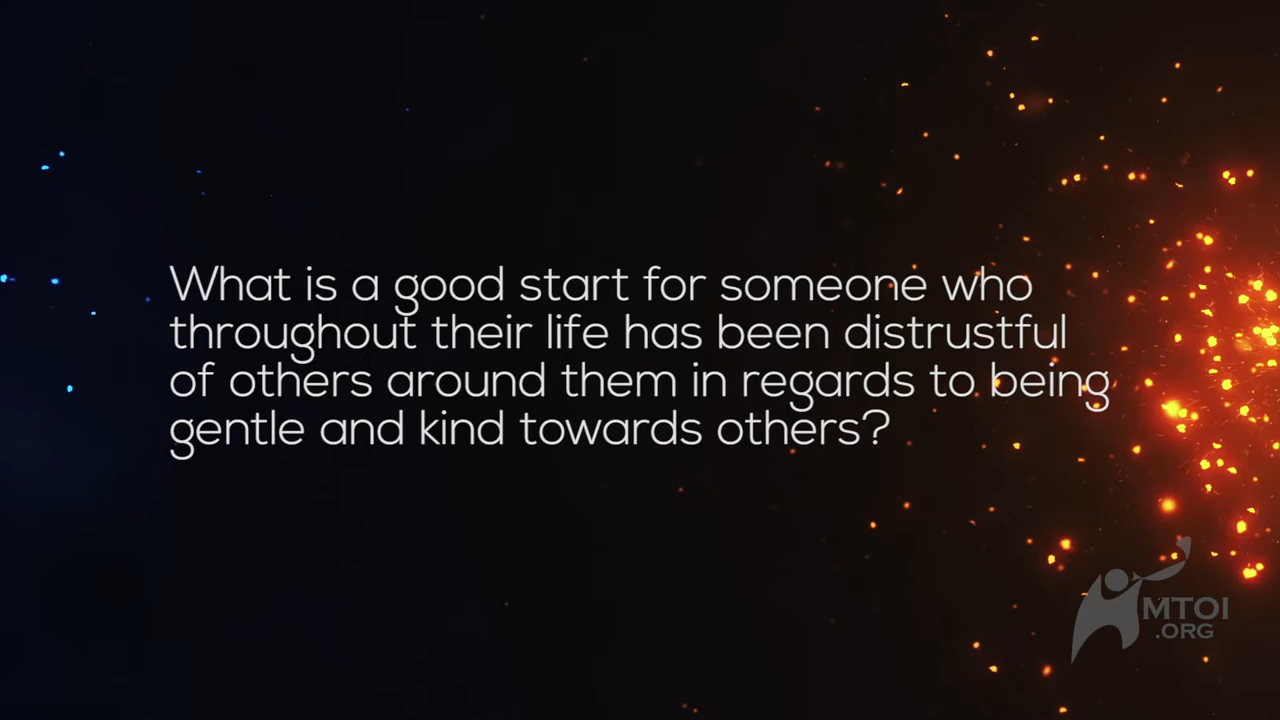 What is a good start for someone who
throughout their life has been distrustful
of others around them in regards to being
gentle and kind towards others?
MTOI
.ORG